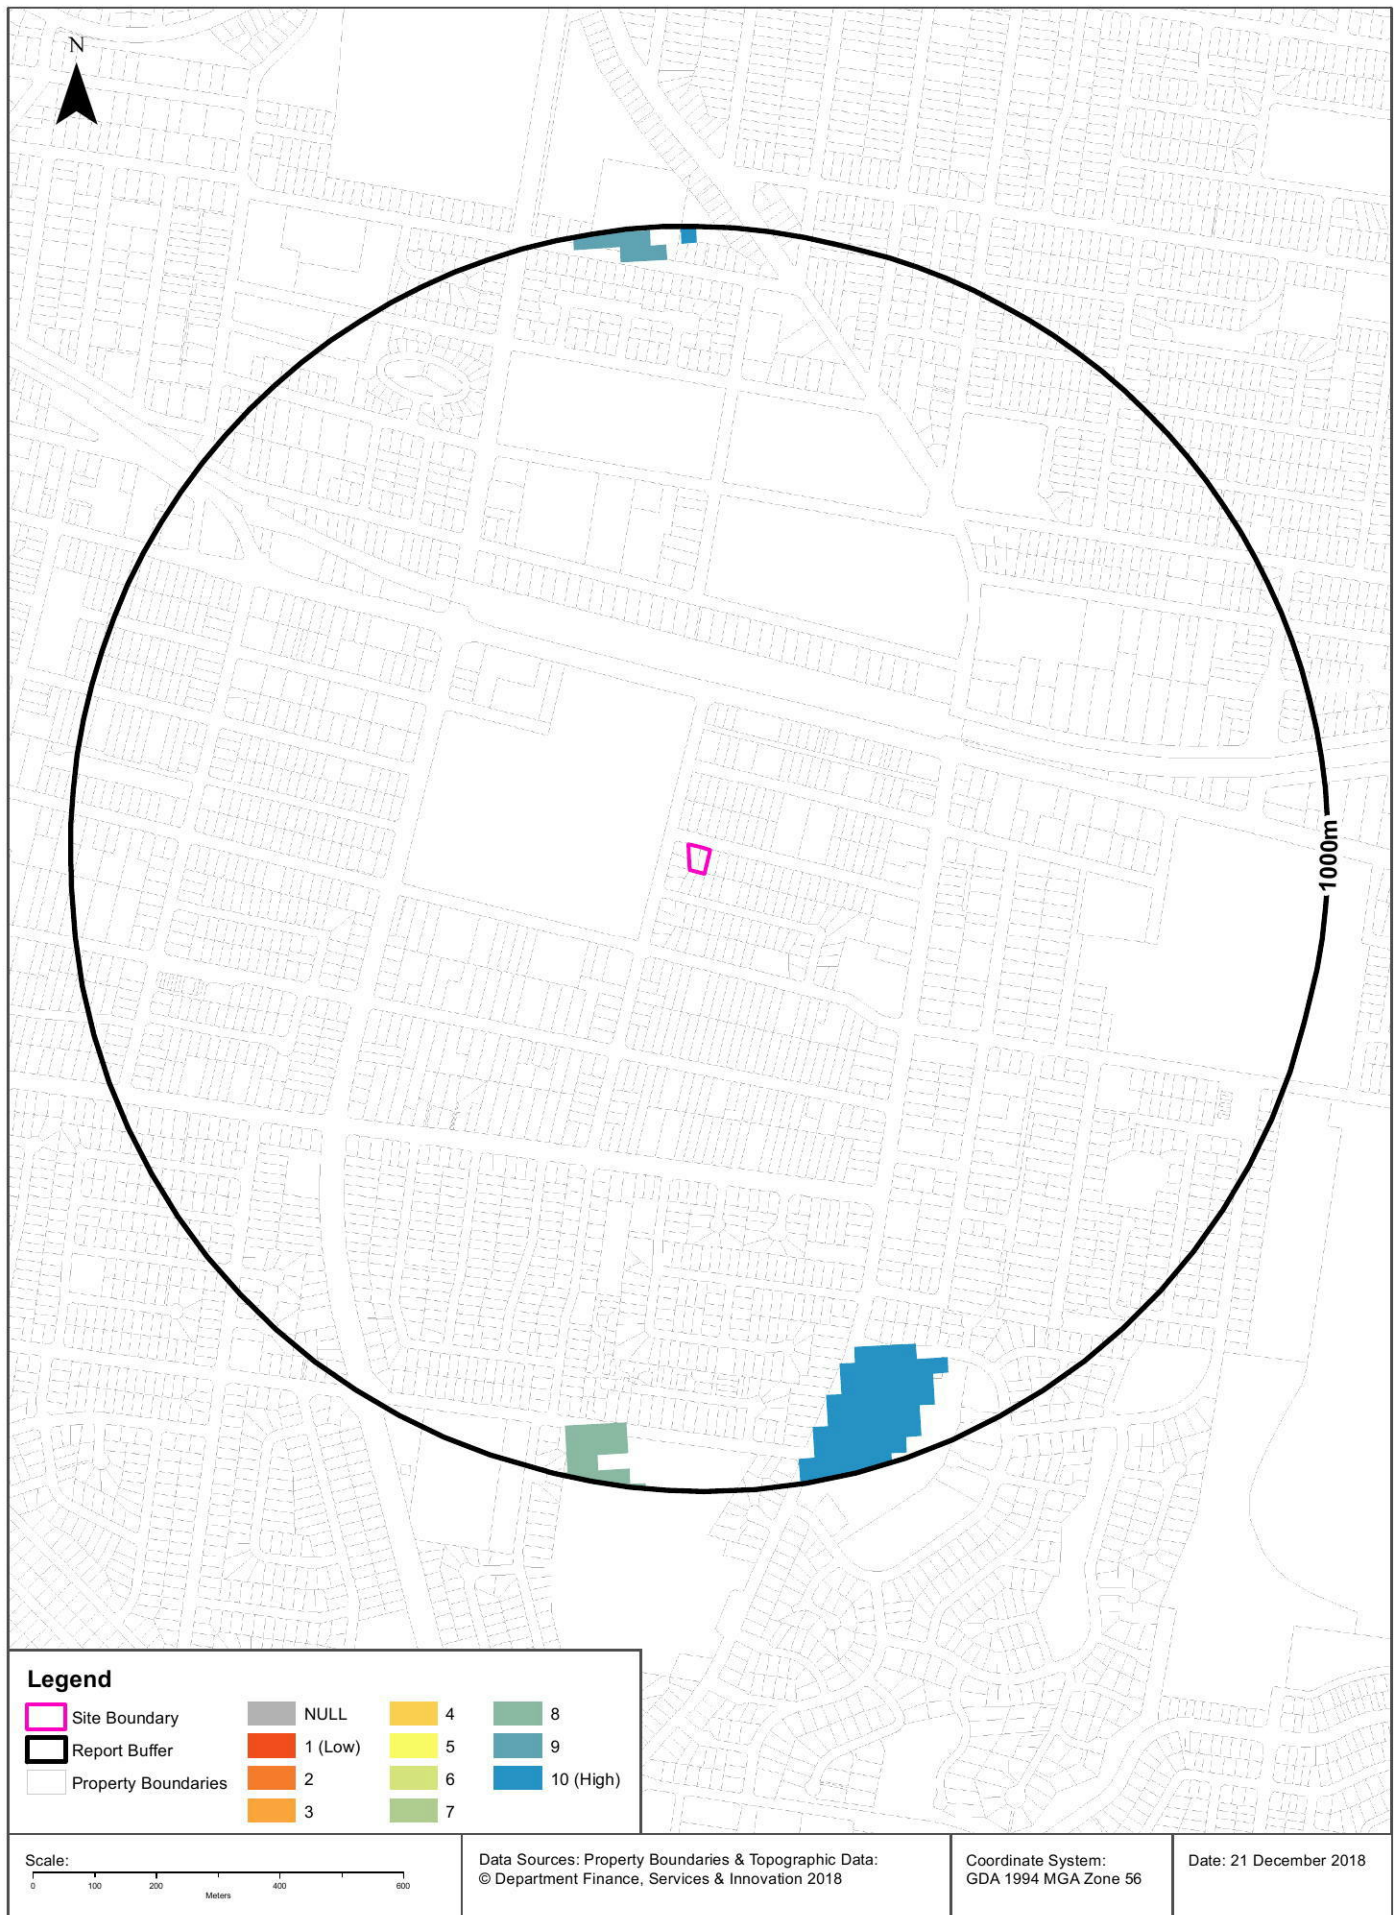 N
1000m
Legend
Site Boundary
Report Buffer
Property Boundaries
NULL
1 (Low)
2
3
4
5
6
7
8
9
10 (High)
Scale:
0 100 200 400 600
Meters
Data Sources: Property Boundaries & Topographic Data:
© Department Finance, Services & Innovation 2018
Coordinate System:
GDA 1994 MGA Zone 56
Date: 21 December 2018